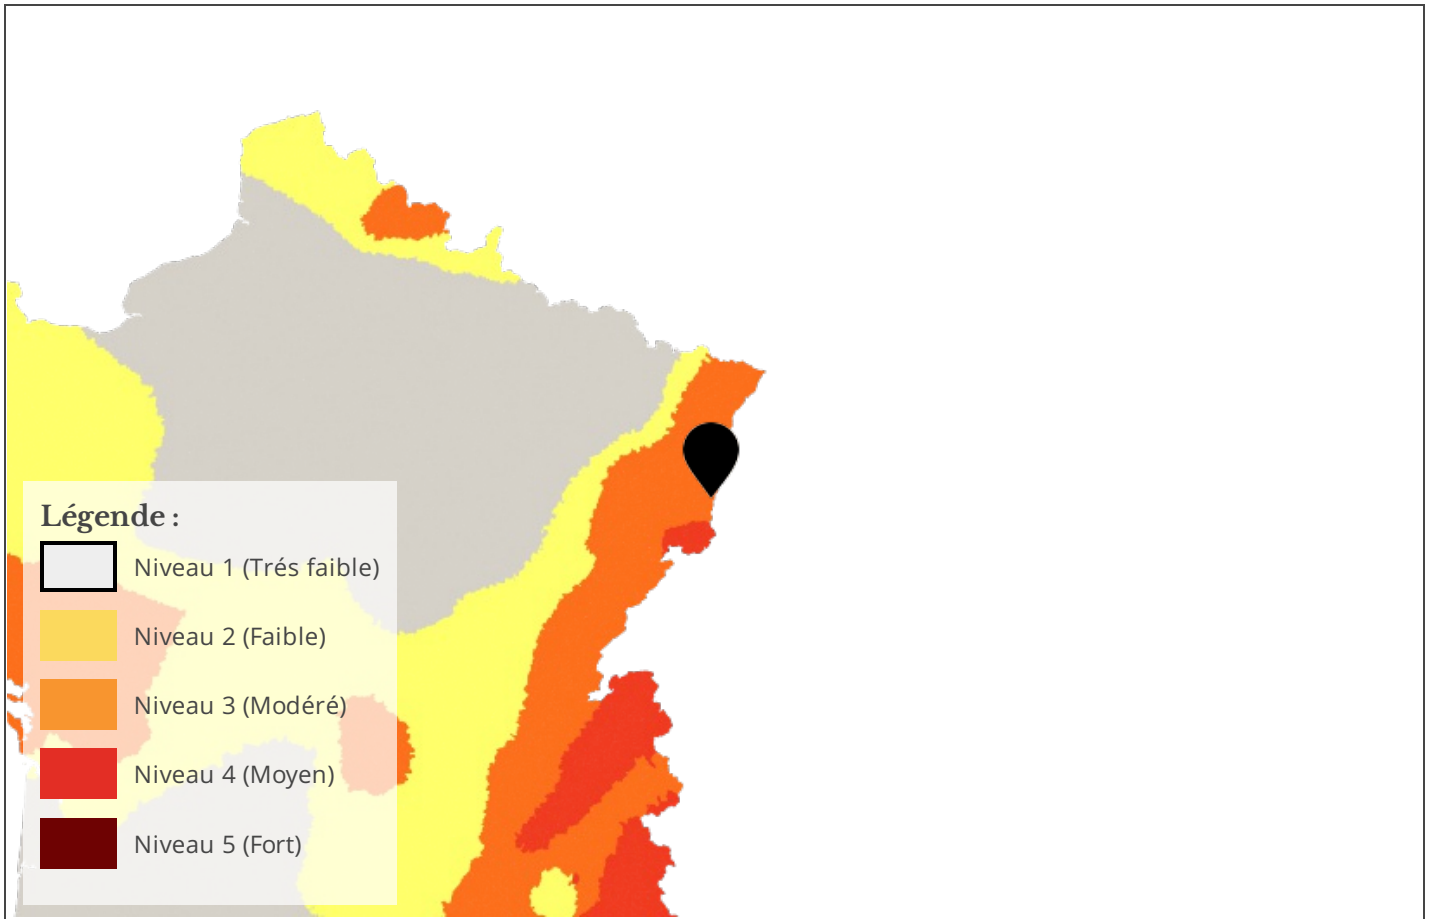 Légende :
Niveau 1 (Trés faible)
Niveau 2 (Faible)
Niveau 3 (Modéré)
Niveau 4 (Moyen)
Niveau 5 (Fort)